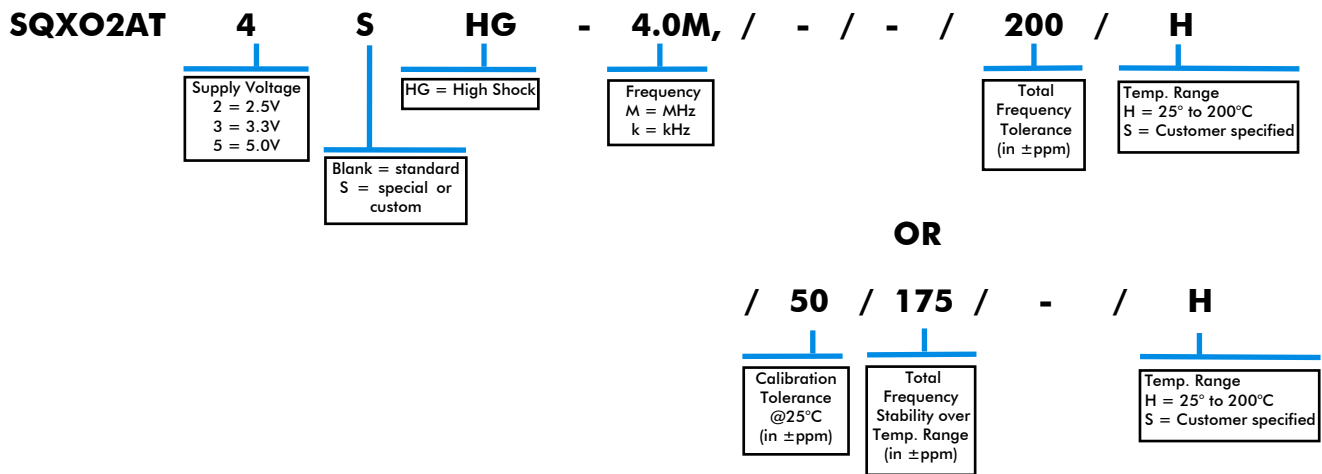 SQXO2AT 4 S HG - 4.0M, / - / - / 200 / H
Supply Voltage
2 = 2.5V
3 = 3.3V
5 = 5.0V
Blank = standard
S = special or
custom
HG = High Shock
Frequency
M = MHz
k = kHz
Total
Frequency
Tolerance
(in ±ppm)
Temp. Range
H = 25° to 200°C
S = Customer specified
OR
/ 50 / 175 / - / H
Calibration
Tolerance
@25°C
(in ±ppm)
Total
Frequency
Stability over
Temp. Range
(in ±ppm)
Temp. Range
H = 25° to 200°C
S = Customer specified